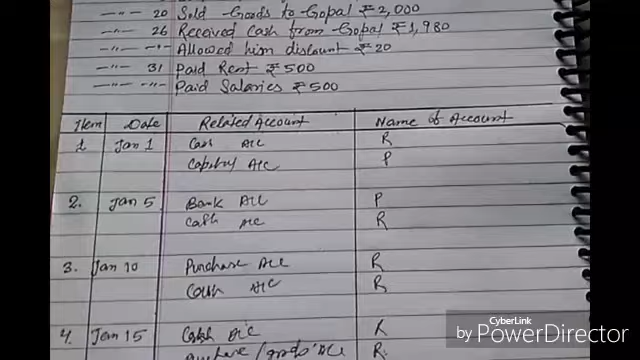 —"— 20 Sold Goods to Gopal ₹ 2,000
—"— 26 Received Cash from Gopal ₹ 1,980
—"— —"— Allowed him discount ₹ 20
—"— 31 Paid Rent ₹ 500
—"— —"— Paid Salaries ₹ 500
Item Date Related Account Name of Account
1 Jan 1 Cash A/C R
Capital A/C P
2. Jan 5 Bank A/C P
Cash A/C R
3. Jan 10 Purchase A/C R
Cash A/C R
4. Jan 15 Cash A/C R
goods A/C R
CyberLink
by PowerDirector